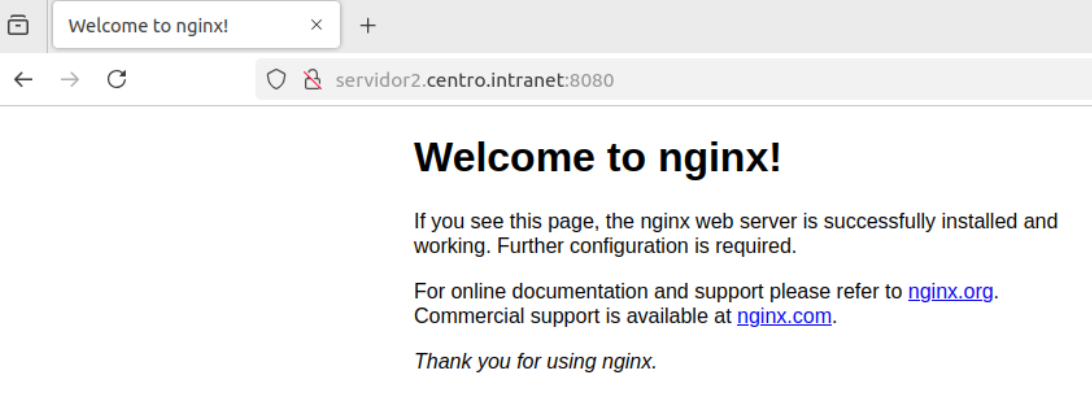 Welcome to nginx!
servidor2.centro.intranet:8080
Welcome to nginx!
If you see this page, the nginx web server is successfully installed and
working. Further configuration is required.
For online documentation and support please refer to nginx.org.
Commercial support is available at nginx.com.
Thank you for using nginx.